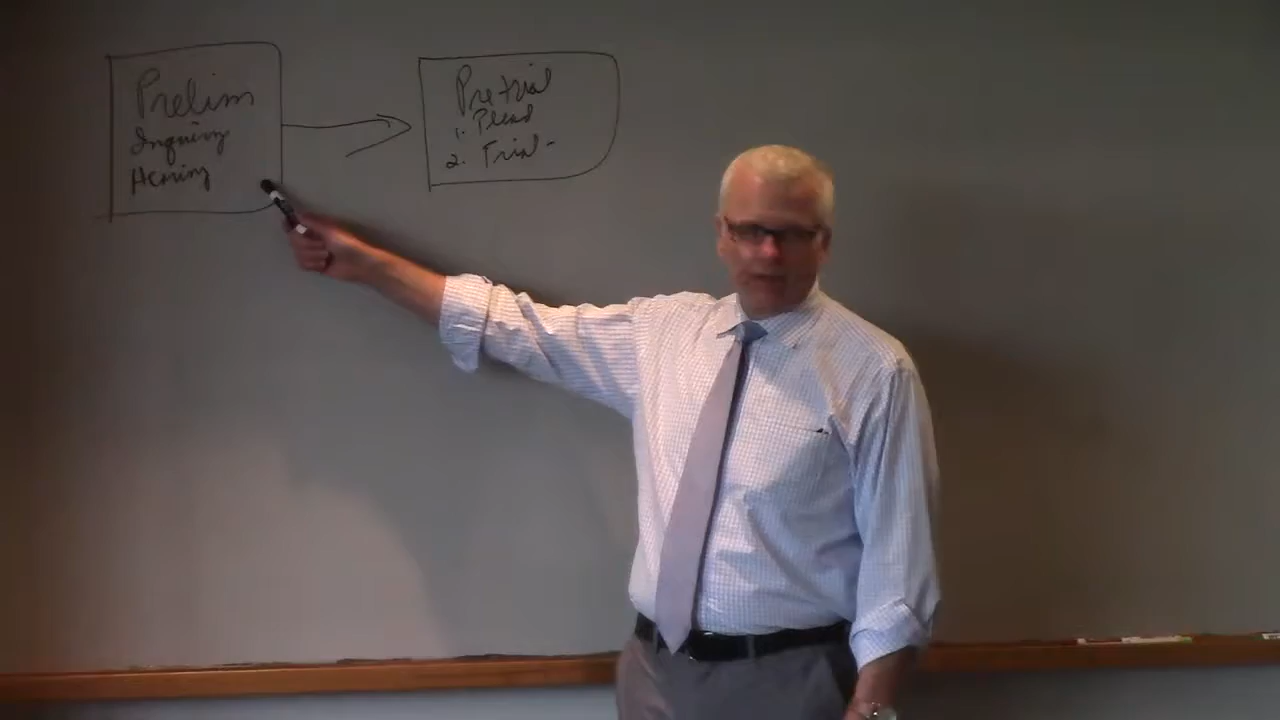 Prelim
Inquiry
Hearing
Pretrial
1. Plead
2. Trial-